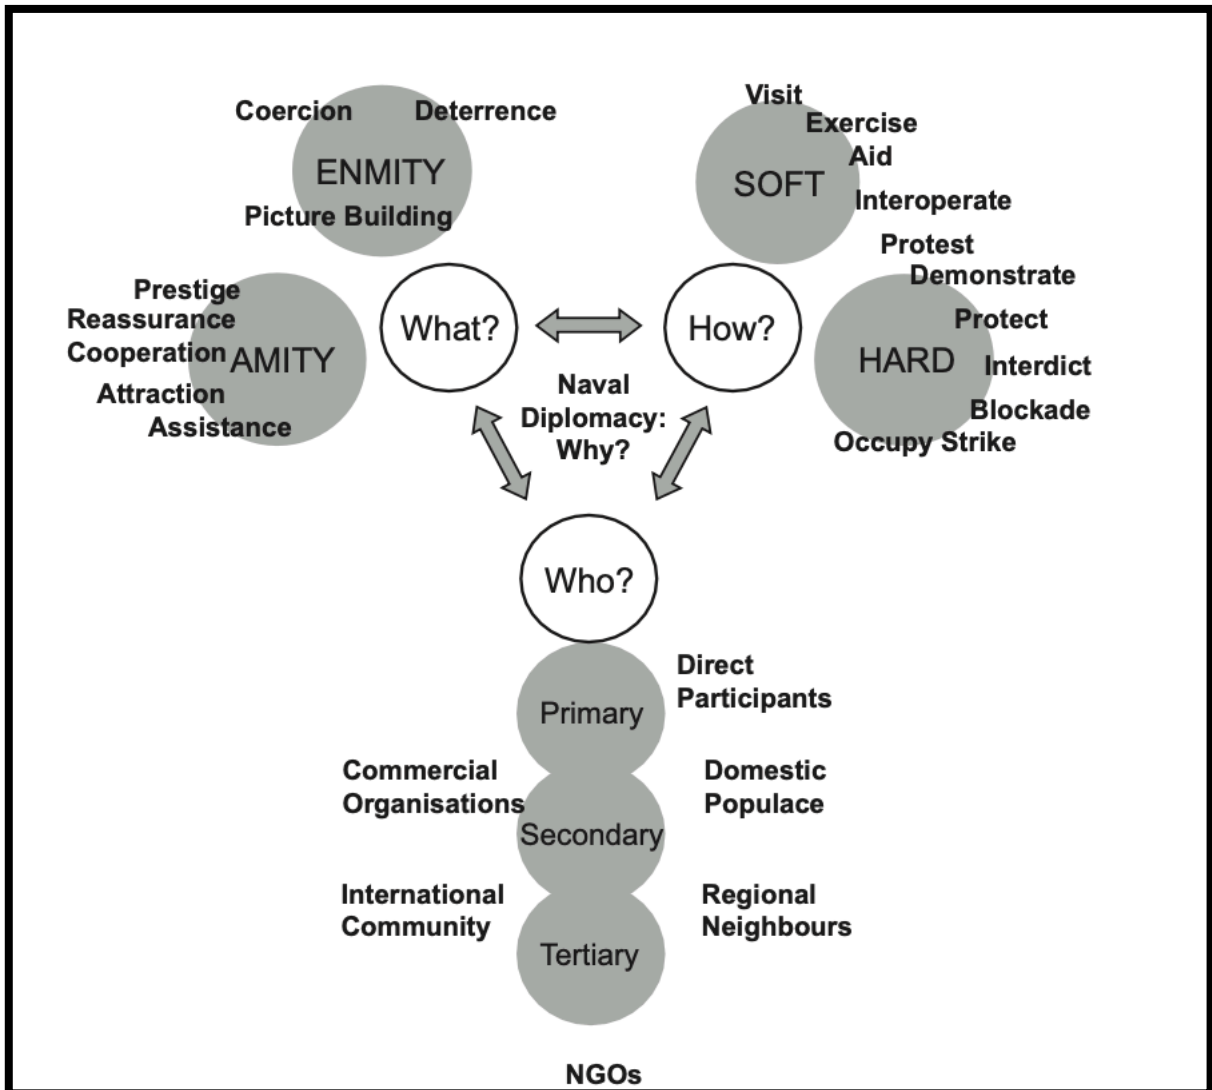 Coercion
Deterrence
ENMITY
Picture Building
Prestige
Reassurance
Cooperation
AMITY
Attraction
Assistance
What?
Visit
Exercise
Aid
SOFT
Interoperate
Protest
Demonstrate
Protect
HARD
Interdict
Blockade
Occupy Strike
How?
Naval
Diplomacy:
Why?
Who?
Primary
Direct
Participants
Commercial
Organisations
Domestic
Populace
Secondary
International
Community
Regional
Neighbours
Tertiary
NGOs